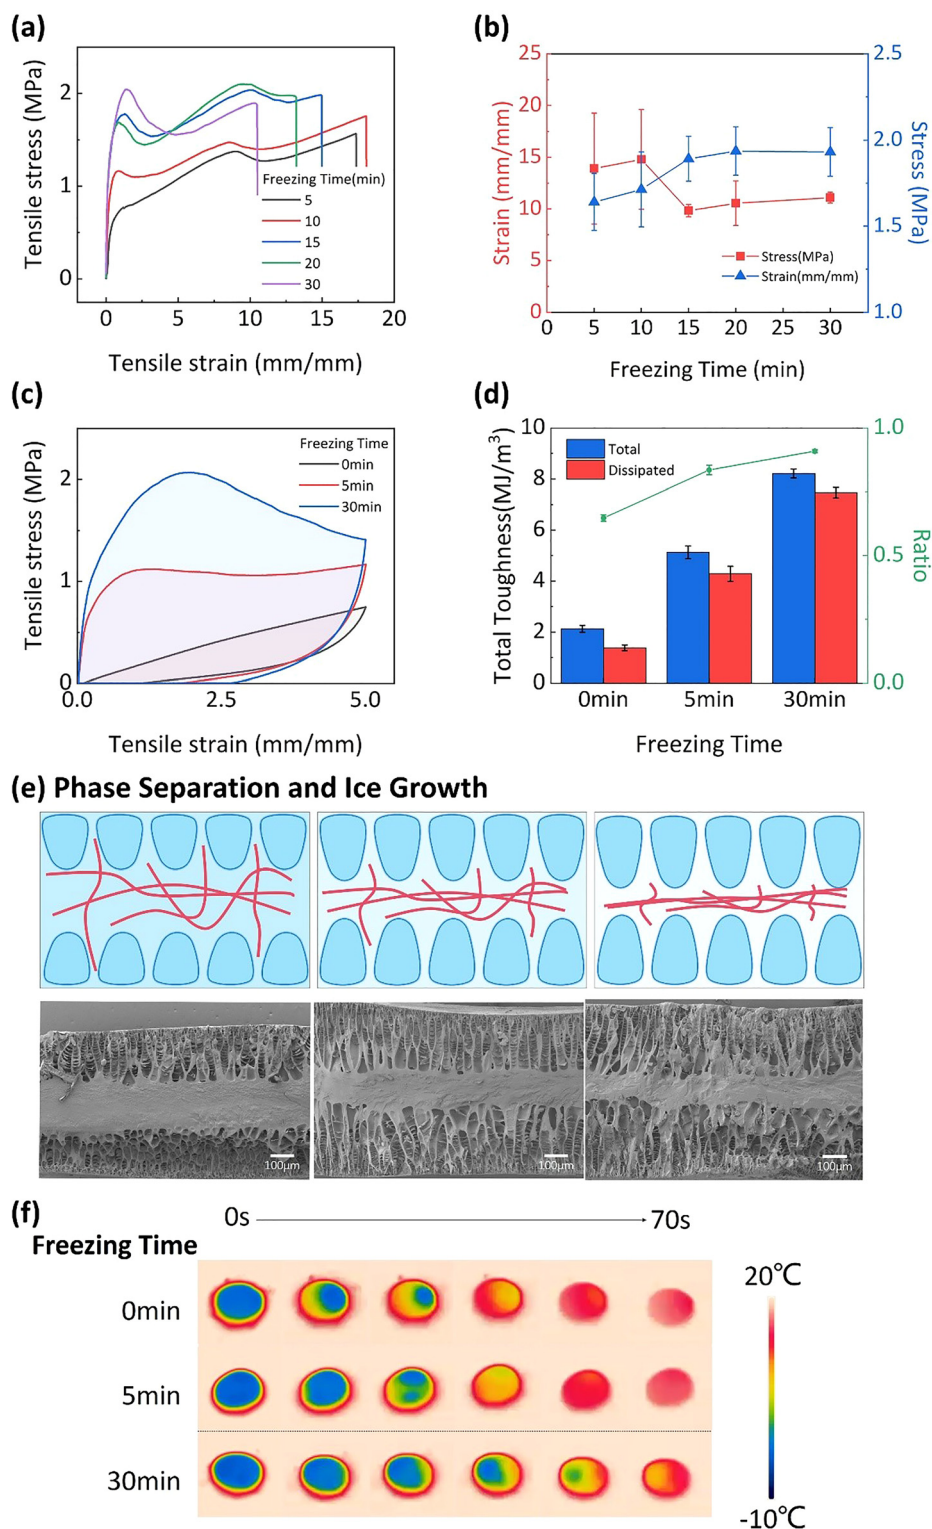 (a)
Tensile stress (MPa)
2
1
0
Freezing Time(min)
5
10
15
20
30
0 5 10 15 20
Tensile strain (mm/mm)
(b)
Strain (mm/mm)
25
20
15
10
5
0
Stress(MPa)
Strain(mm/mm)
2.5
2.0
1.5
1.0
Stress (MPa)
0 5 10 15 20 30
Freezing Time (min)
(c)
Tensile stress (MPa)
2
1
0
Freezing Time
0min
5min
30min
0.0 2.5 5.0
Tensile strain (mm/mm)
(d)
Total Toughness(MJ/m³)
10
8
6
4
2
0
Total
Dissipated
1.0
0.5
0.0
Ratio
0min 5min 30min
Freezing Time
(e) Phase Separation and Ice Growth
100μm
100μm
100μm
(f)
0s 70s
Freezing Time
0min
5min
30min
20℃
-10℃